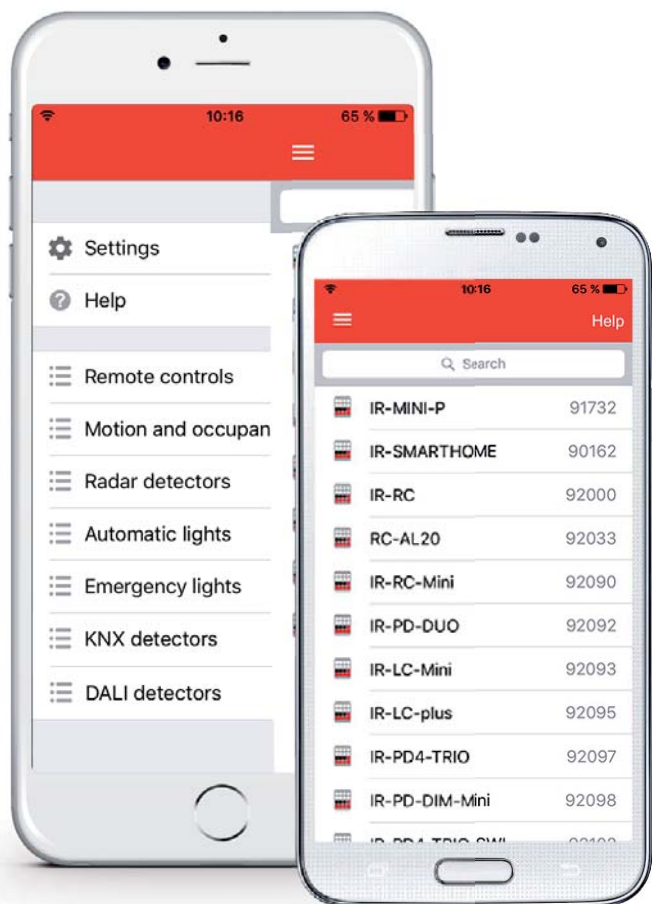 10:16
65 %
Settings
Help
Remote controls
Motion and occupan
Radar detectors
Automatic lights
Emergency lights
KNX detectors
DALI detectors
10:16
65 %
Help
Search
IR-MINI-P 91732
IR-SMARTHOME 90162
IR-RC 92000
RC-AL20 92033
IR-RC-Mini 92090
IR-PD-DUO 92092
IR-LC-Mini 92093
IR-LC-plus 92095
IR-PD4-TRIO 92097
IR-PD-DIM-Mini 92098